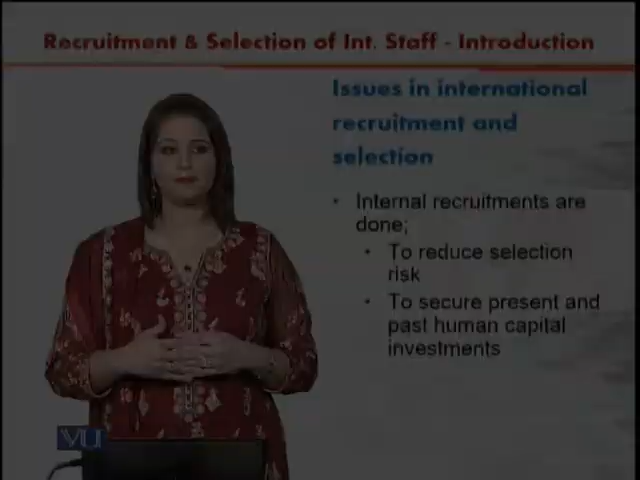 Recruitment & Selection of Int. Staff - Introduction
Issues in international
recruitment and
selection
• Internal recruitments are
done;
• To reduce selection
risk
• To secure present and
past human capital
investments
VU